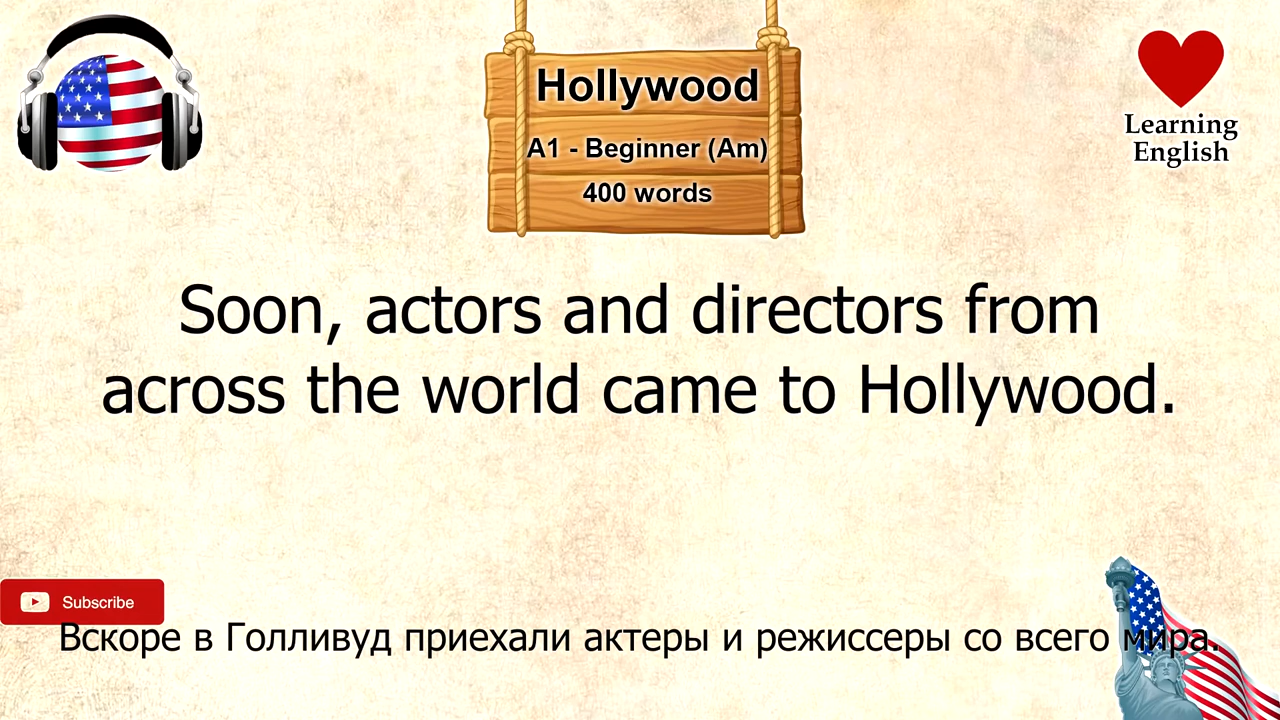 Hollywood
A1 - Beginner (Am)
400 words
Learning
English
Soon, actors and directors from
across the world came to Hollywood.
Subscribe
Вскоре в Голливуд приехали актеры и режиссеры со всего мира.